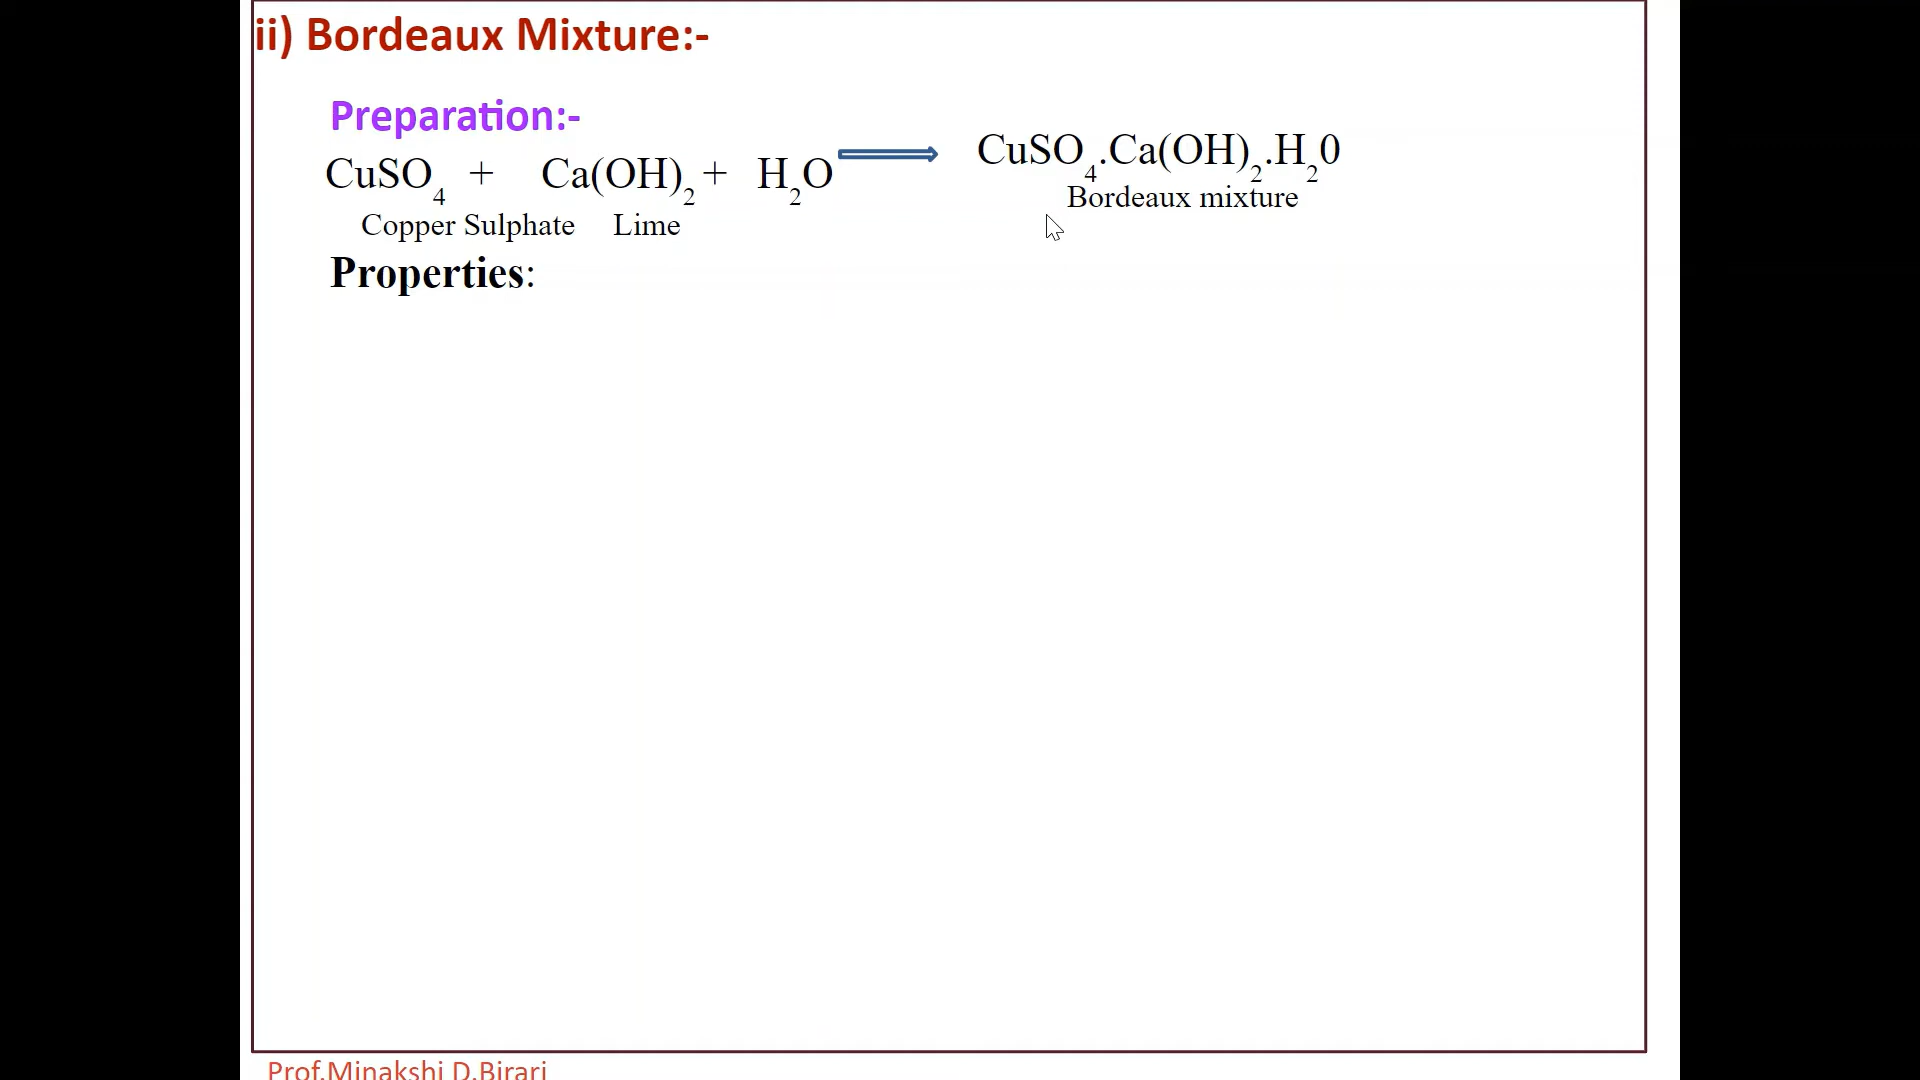 ii) Bordeaux Mixture:-
Preparation:-
CuSO₄ + Ca(OH)₂ + H₂O ⟹ CuSO₄.Ca(OH)₂.H₂0
Copper Sulphate Lime Bordeaux mixture
Properties:
Prof.Minakshi D.Birari